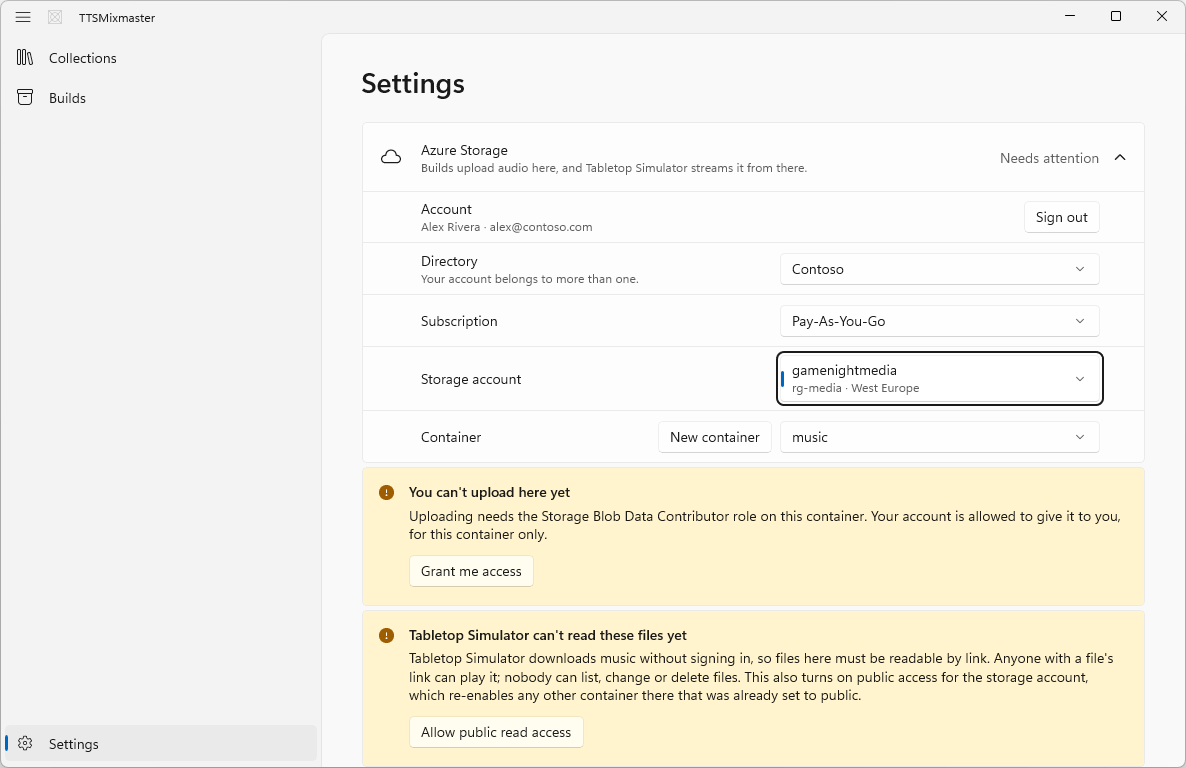 TTSMixmaster
Collections
Builds
Settings
Settings
Azure Storage
Builds upload audio here, and Tabletop Simulator streams it from there.
Needs attention
Account
Alex Rivera · alex@contoso.com
Sign out
Directory
Your account belongs to more than one.
Contoso
Subscription
Pay-As-You-Go
Storage account
gamenightmedia
rg-media · West Europe
Container
New container
music
You can't upload here yet
Uploading needs the Storage Blob Data Contributor role on this container. Your account is allowed to give it to you,
for this container only.
Grant me access
Tabletop Simulator can't read these files yet
Tabletop Simulator downloads music without signing in, so files here must be readable by link. Anyone with a file's
link can play it; nobody can list, change or delete files. This also turns on public access for the storage account,
which re-enables any other container there that was already set to public.
Allow public read access